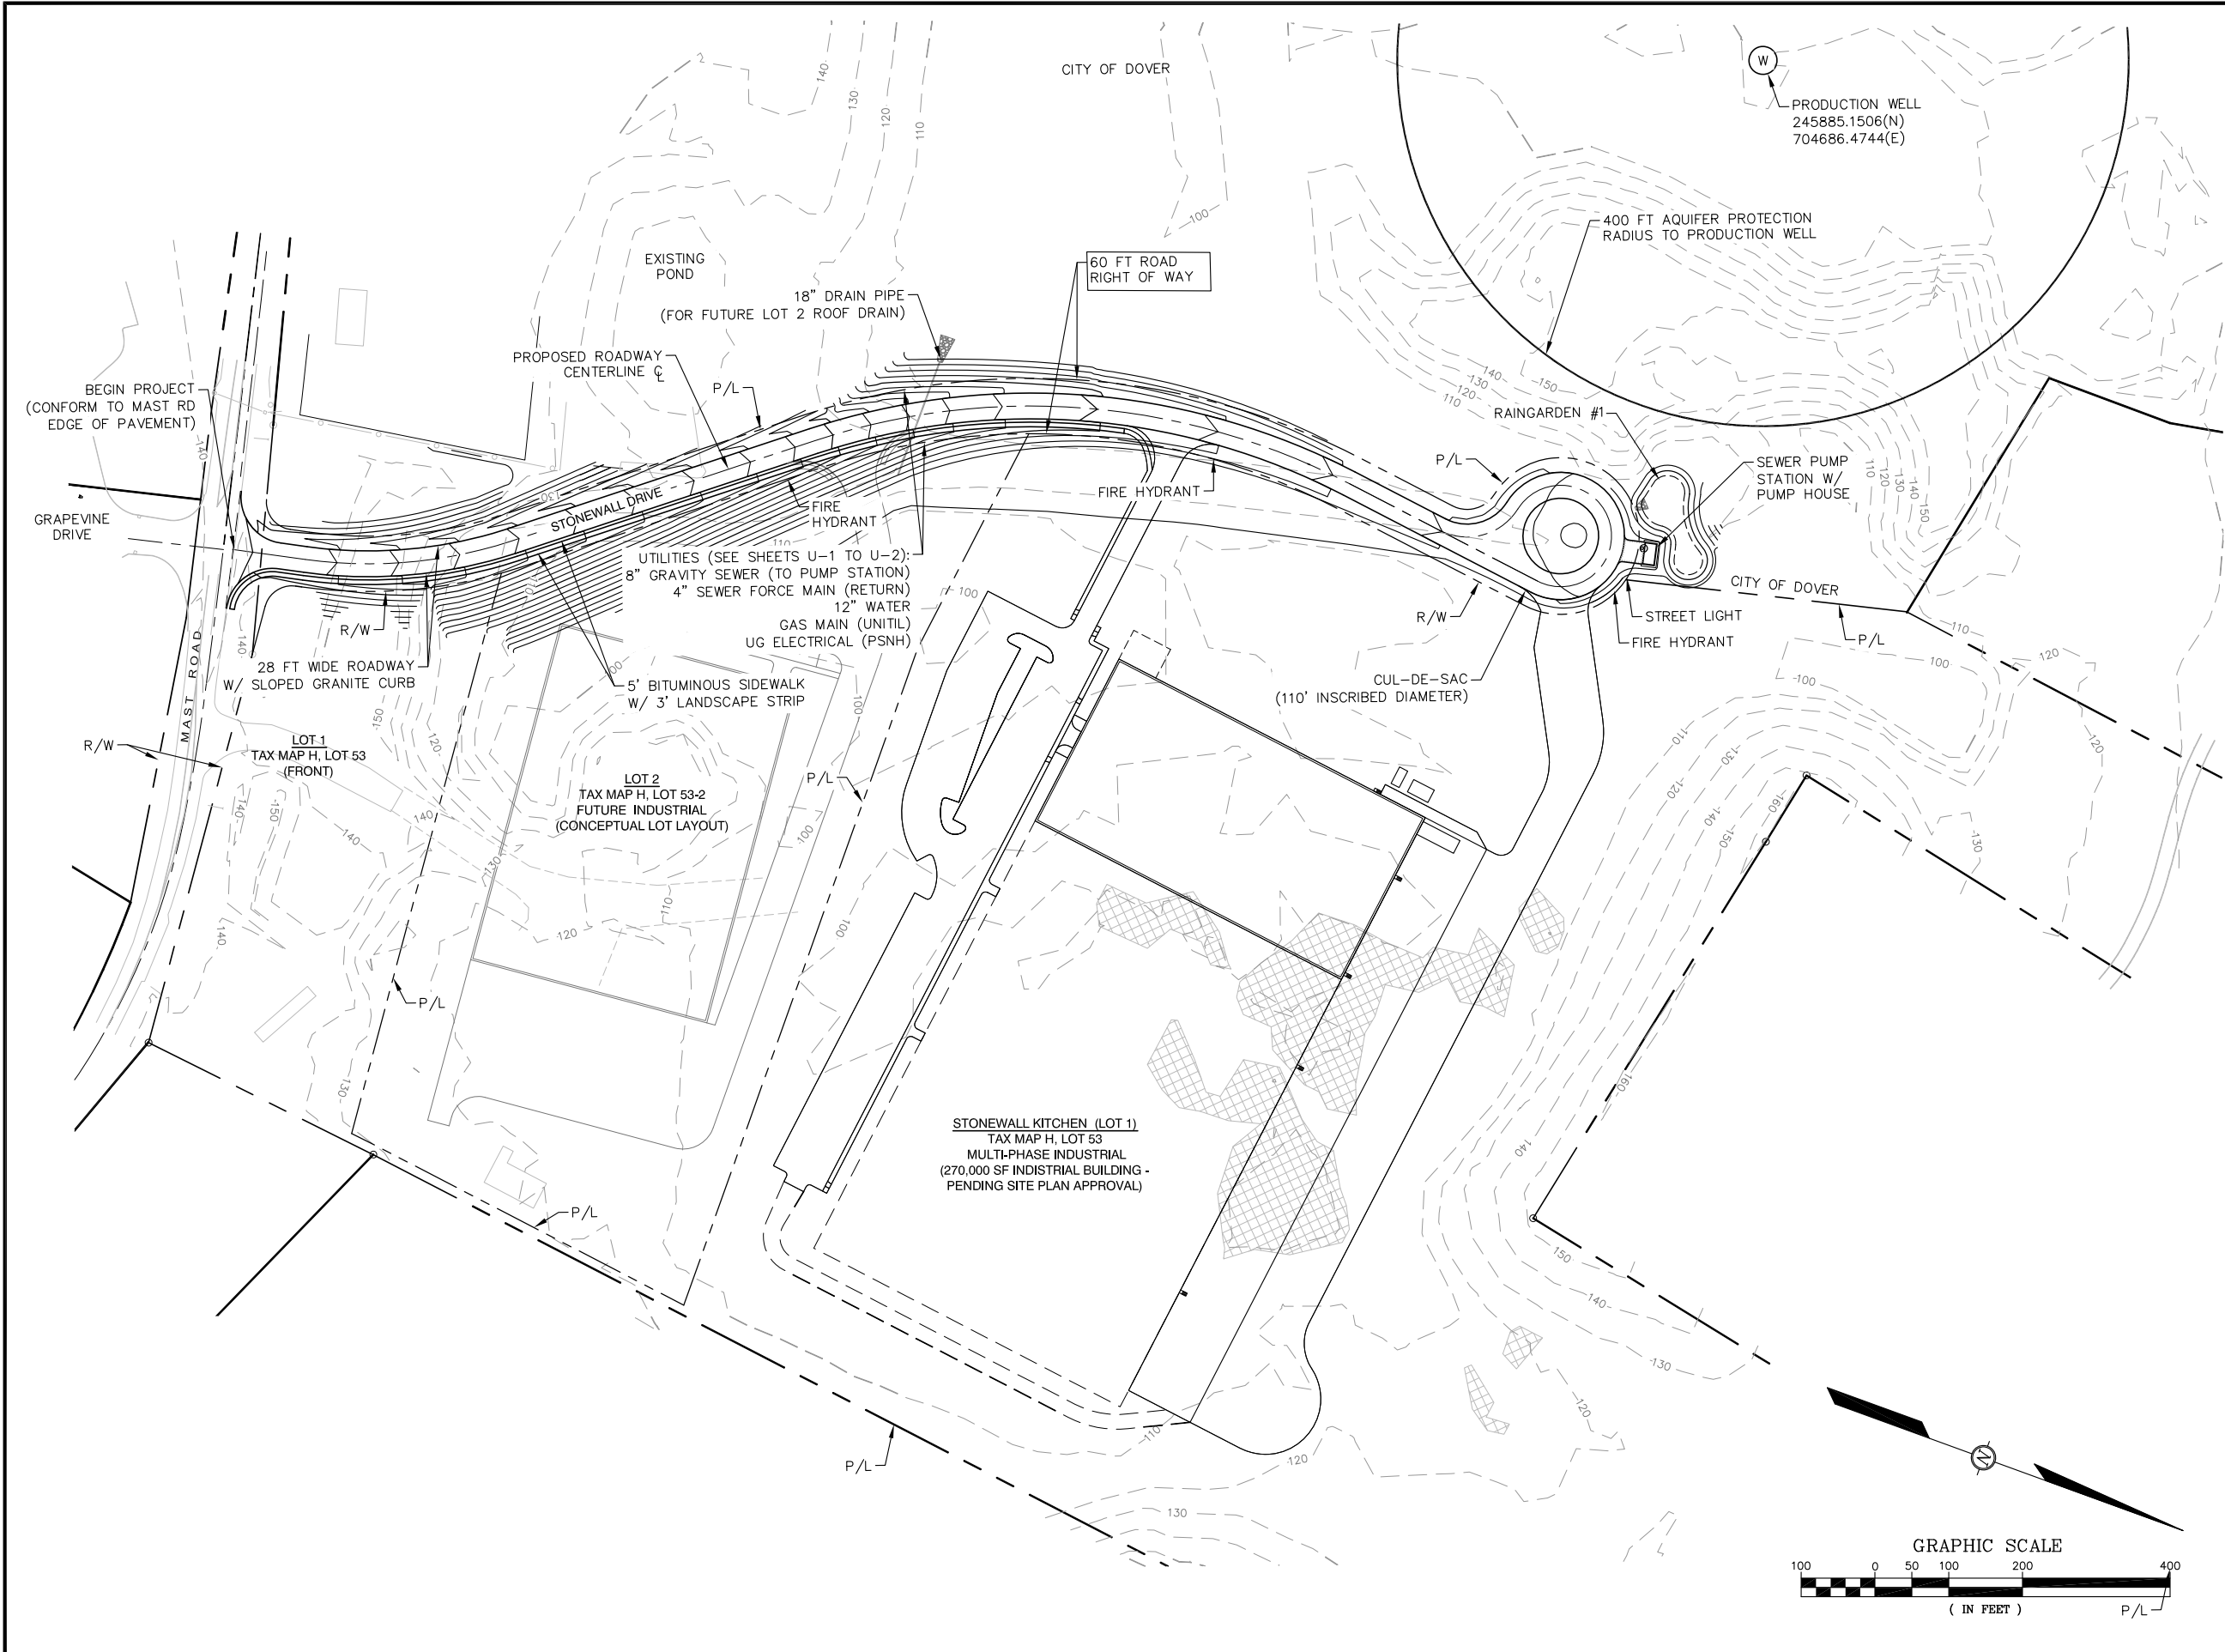 CITY OF DOVER
W
PRODUCTION WELL
245885.1506(N)
704686.4744(E)
400 FT AQUIFER PROTECTION
RADIUS TO PRODUCTION WELL
EXISTING
POND
60 FT ROAD
RIGHT OF WAY
18" DRAIN PIPE
(FOR FUTURE LOT 2 ROOF DRAIN)
PROPOSED ROADWAY
CENTERLINE ℄
P/L
BEGIN PROJECT
(CONFORM TO MAST RD
EDGE OF PAVEMENT)
GRAPEVINE
DRIVE
STONEWALL DRIVE
FIRE
HYDRANT
FIRE HYDRANT
P/L
RAINGARDEN #1
SEWER PUMP
STATION W/
PUMP HOUSE
UTILITIES (SEE SHEETS U-1 TO U-2):
8" GRAVITY SEWER (TO PUMP STATION)
4" SEWER FORCE MAIN (RETURN)
12" WATER
GAS MAIN (UNITIL)
UG ELECTRICAL (PSNH)
CITY OF DOVER
STREET LIGHT
FIRE HYDRANT
P/L
R/W
R/W
28 FT WIDE ROADWAY
W/ SLOPED GRANITE CURB
5' BITUMINOUS SIDEWALK
W/ 3' LANDSCAPE STRIP
CUL-DE-SAC
(110' INSCRIBED DIAMETER)
MAST ROAD
R/W
LOT 1
TAX MAP H, LOT 53
(FRONT)
LOT 2
TAX MAP H, LOT 53-2
FUTURE INDUSTRIAL
(CONCEPTUAL LOT LAYOUT)
P/L
P/L
STONEWALL KITCHEN (LOT 1)
TAX MAP H, LOT 53
MULTI-PHASE INDUSTRIAL
(270,000 SF INDISTRIAL BUILDING -
PENDING SITE PLAN APPROVAL)
P/L
P/L
N
GRAPHIC SCALE
100 0 50 100 200 400
( IN FEET )
P/L